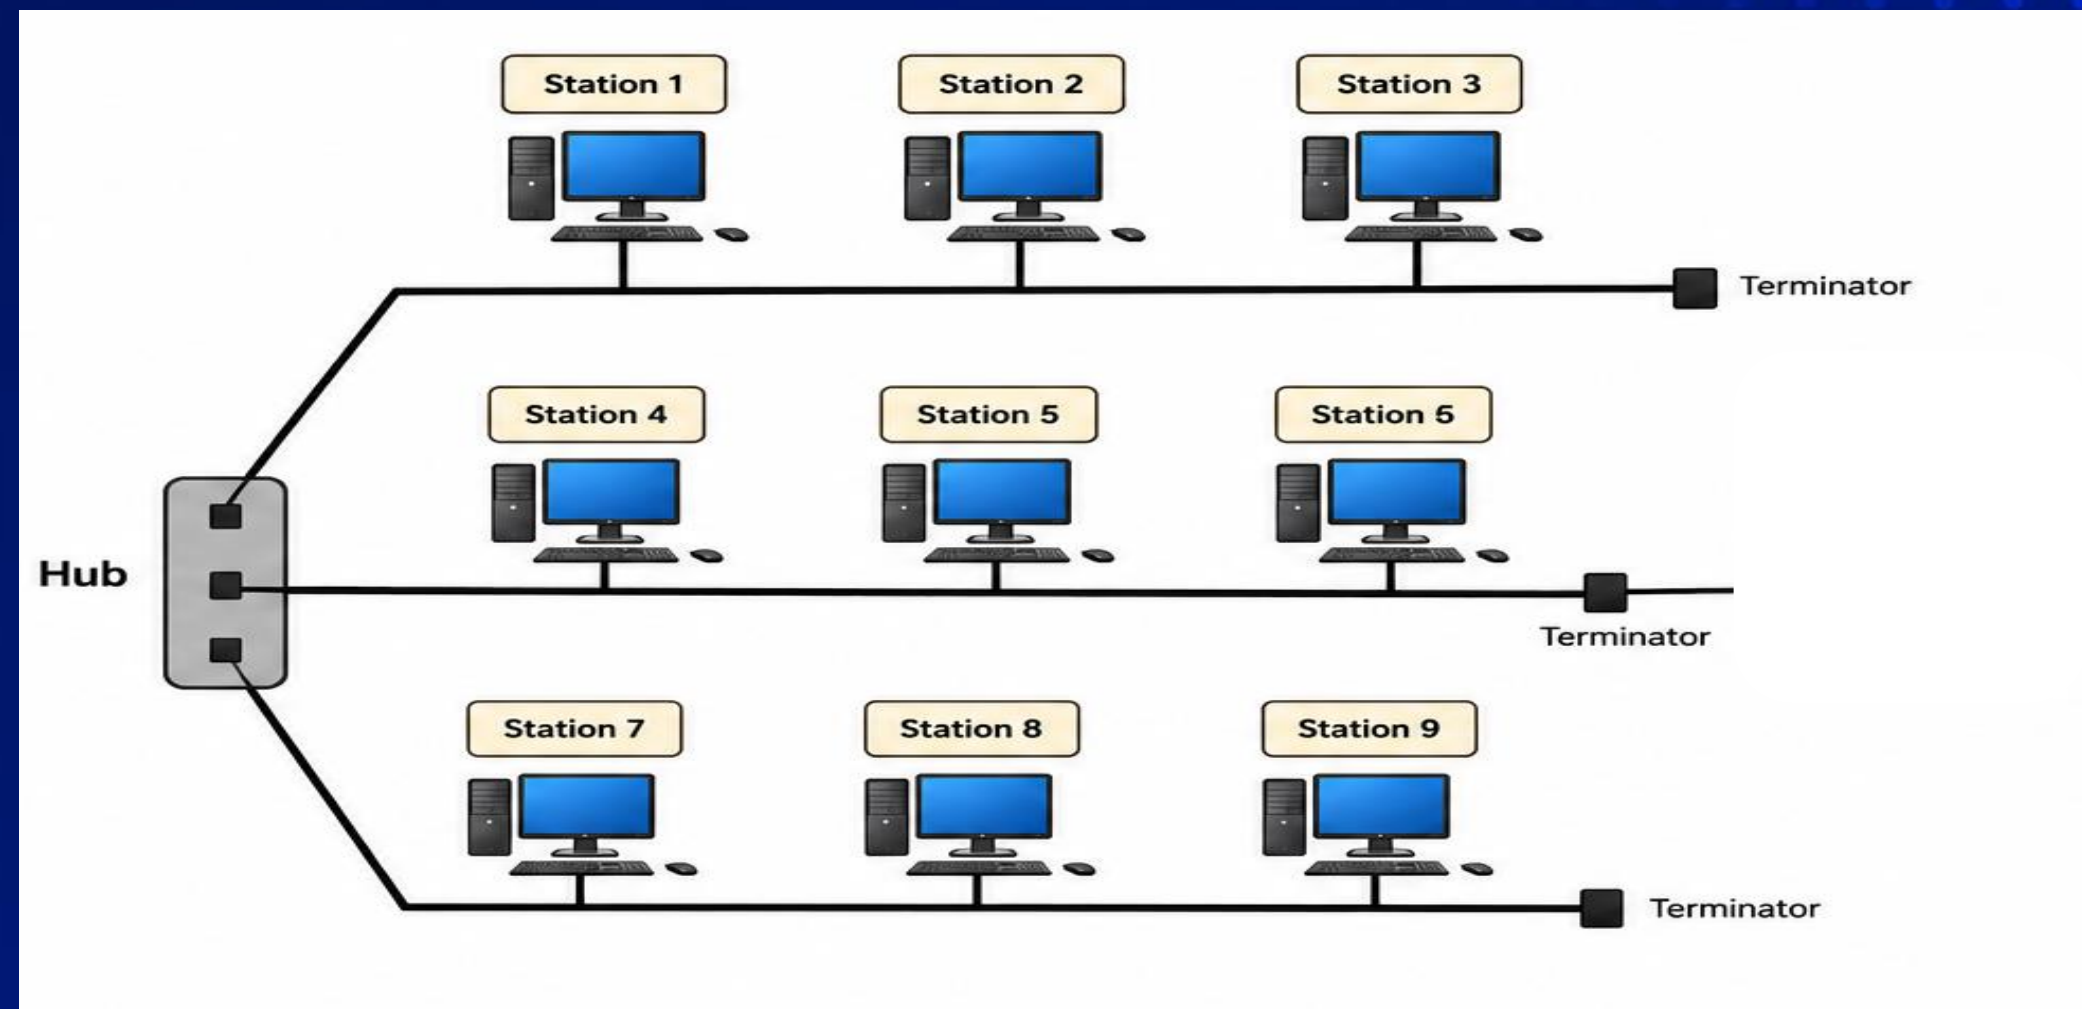 Station 1
Station 2
Station 3
Terminator
Station 4
Station 5
Station 5
Hub
Terminator
Station 7
Station 8
Station 9
Terminator